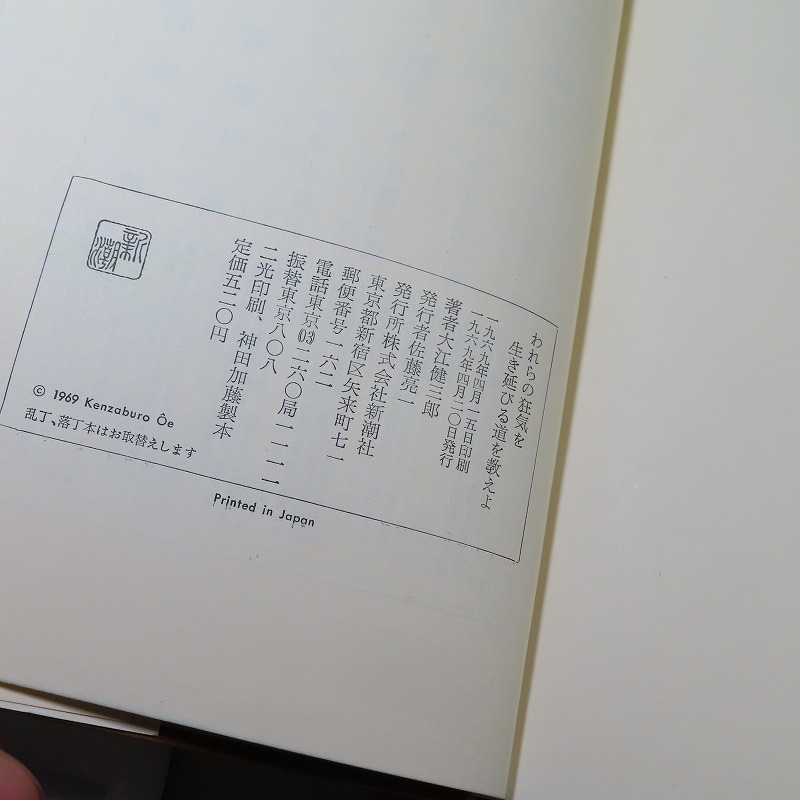 われらの狂気を
生き延びる道を教えよ
一九六九年四月一五日印刷
一九六九年四月二〇日発行
著者大江健三郎
発行者佐藤亮一
発行所株式会社新潮社
東京都新宿区矢来町七一
郵便番号一六二
電話東京(03)二六〇局一一一一
振替東京八〇八
二光印刷、神田加藤製本
定価五二〇円
新潮
© 1969 Kenzaburo Ôe
乱丁、落丁本はお取替えします
Printed in Japan